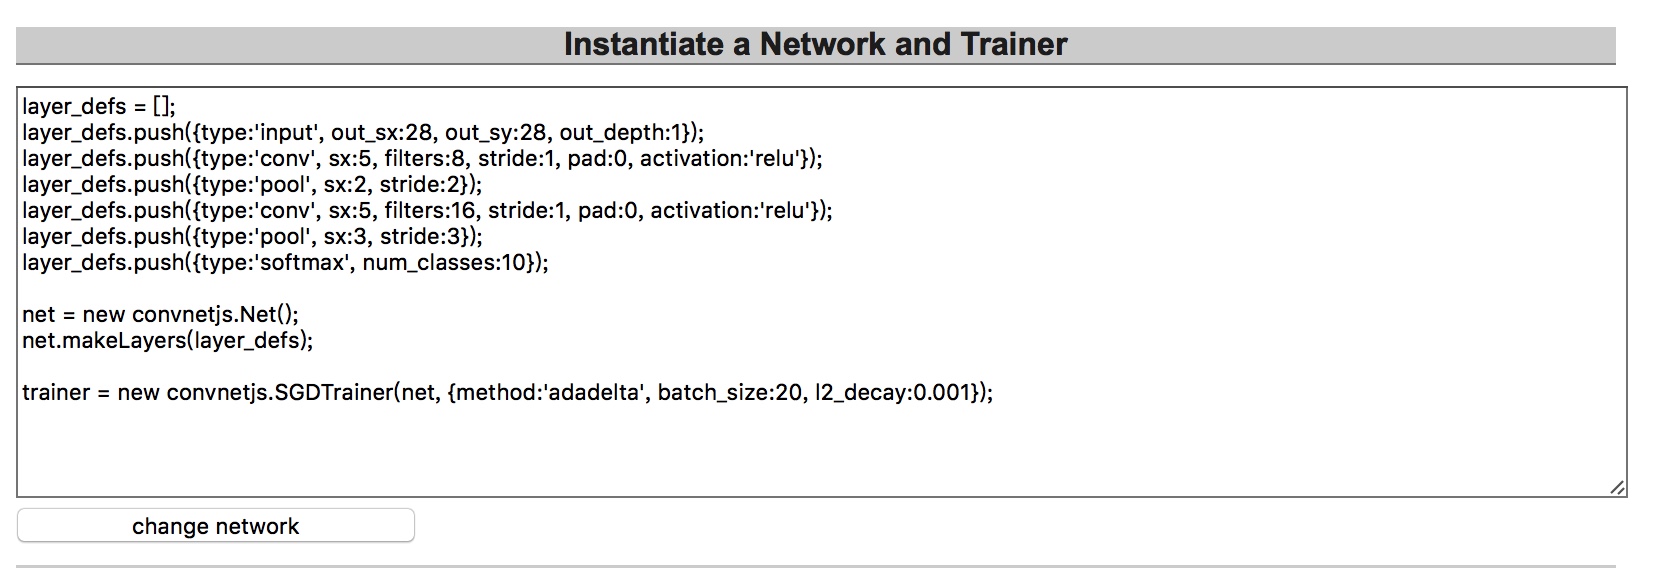 Instantiate a Network and Trainer
layer_defs = [];
layer_defs.push({type:'input', out_sx:28, out_sy:28, out_depth:1});
layer_defs.push({type:'conv', sx:5, filters:8, stride:1, pad:0, activation:'relu'});
layer_defs.push({type:'pool', sx:2, stride:2});
layer_defs.push({type:'conv', sx:5, filters:16, stride:1, pad:0, activation:'relu'});
layer_defs.push({type:'pool', sx:3, stride:3});
layer_defs.push({type:'softmax', num_classes:10});
net = new convnetjs.Net();
net.makeLayers(layer_defs);
trainer = new convnetjs.SGDTrainer(net, {method:'adadelta', batch_size:20, l2_decay:0.001});
change network